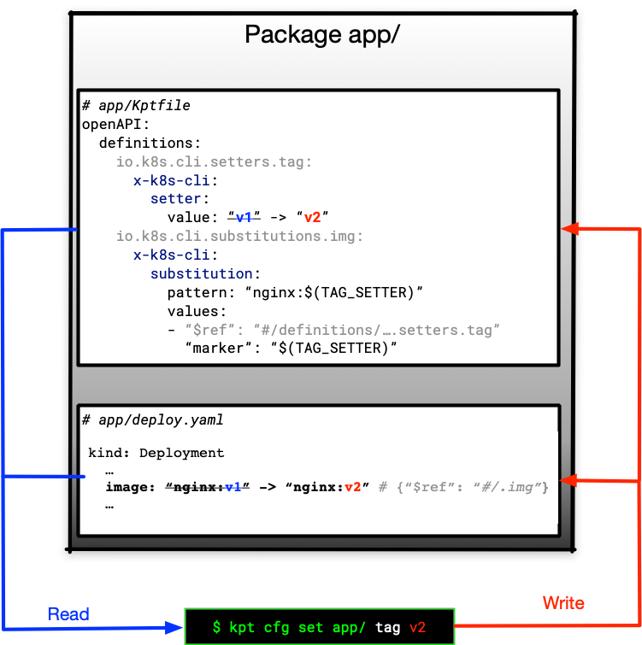 Package app/
# app/Kptfile
openAPI:
definitions:
io.k8s.cli.setters.tag:
x-k8s-cli:
setter:
value: “v1” -> “v2”
io.k8s.cli.substitutions.img:
x-k8s-cli:
substitution:
pattern: “nginx:$(TAG_SETTER)”
values:
- “$ref”: “#/definitions/….setters.tag”
“marker”: “$(TAG_SETTER)”
# app/deploy.yaml
kind: Deployment
…
image: “nginx:v1” -> “nginx:v2” # {“$ref”: “#/.img”}
…
Read
Write
$ kpt cfg set app/ tag v2